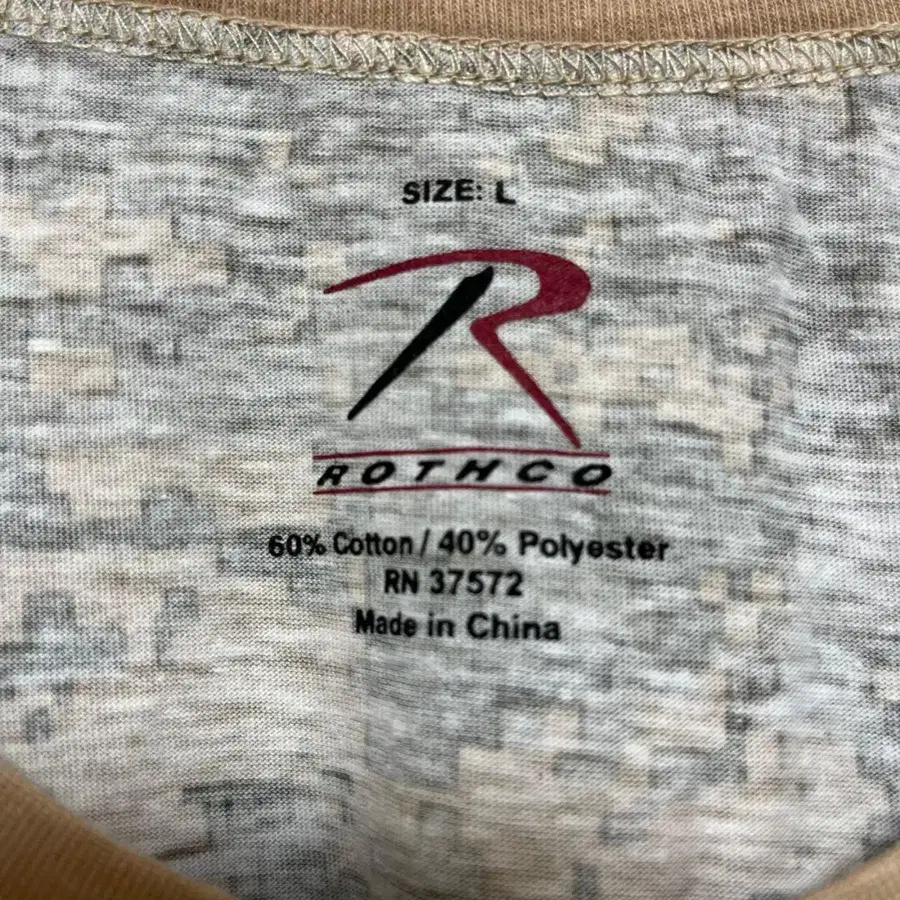 SIZE: L
R
ROTHCO
60% Cotton / 40% Polyester
RN 37572
Made in China